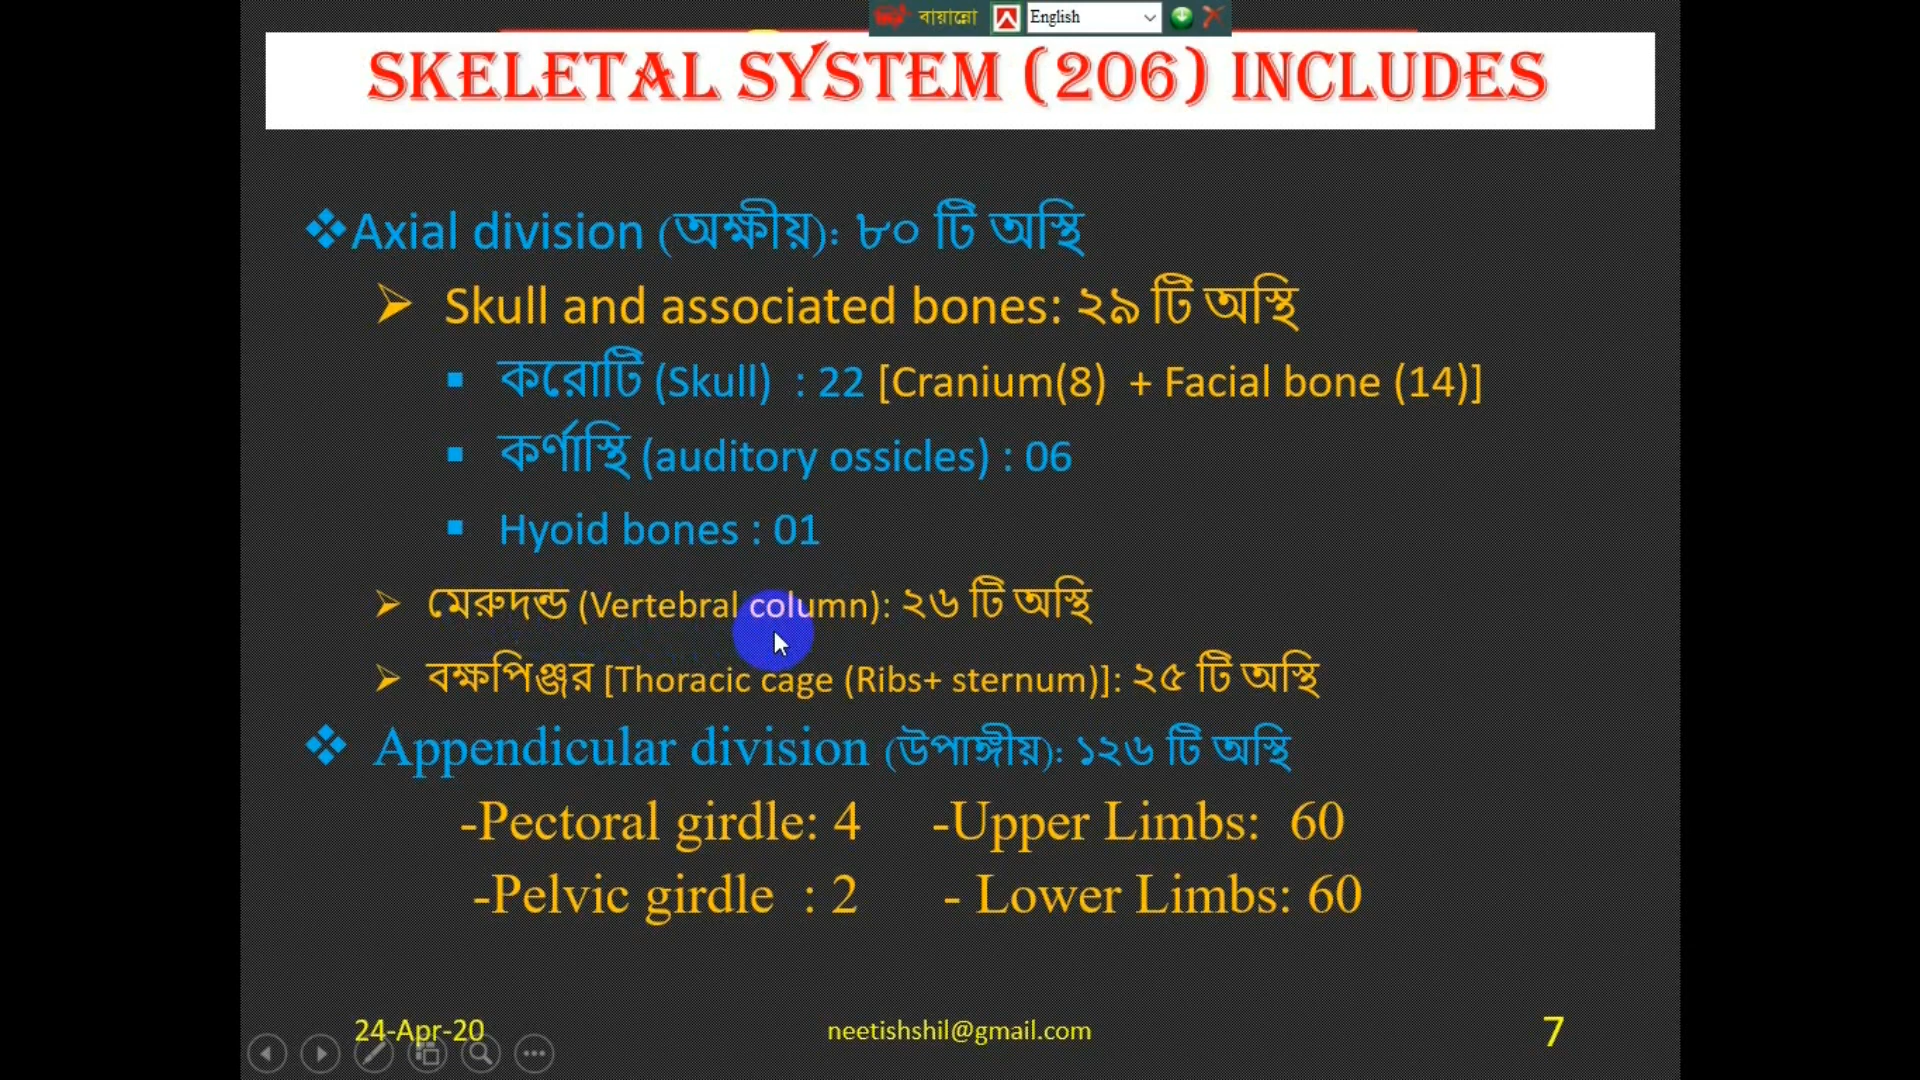 বায়ান্নো English
SKELETAL SYSTEM (206) INCLUDES
❖Axial division (অক্ষীয়): ৮০ টি অস্থি
➢ Skull and associated bones: ২৯ টি অস্থি
▪ করোটি (Skull) : 22 [Cranium(8) + Facial bone (14)]
▪ কর্ণাস্থি (auditory ossicles) : 06
▪ Hyoid bones : 01
➢ মেরুদন্ড (Vertebral column): ২৬ টি অস্থি
➢ বক্ষপিঞ্জর [Thoracic cage (Ribs+ sternum)]: ২৫ টি অস্থি
❖ Appendicular division (উপাঙ্গীয়): ১২৬ টি অস্থি
-Pectoral girdle: 4 -Upper Limbs: 60
-Pelvic girdle : 2 - Lower Limbs: 60
24-Apr-20 neetishshil@gmail.com 7